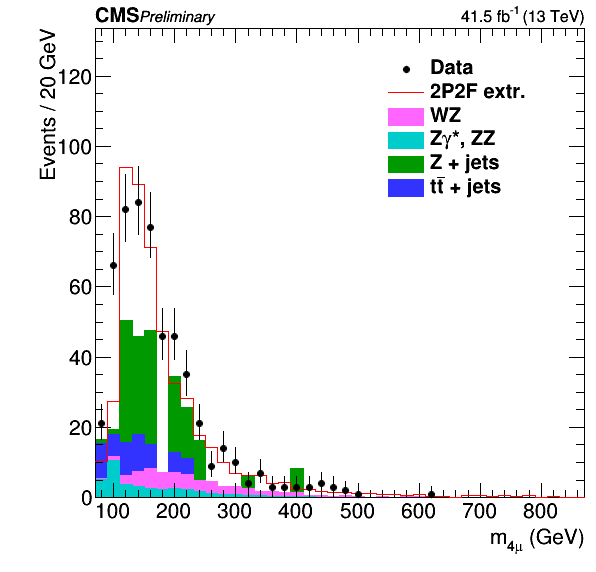 CMS Preliminary 41.5 fb⁻¹ (13 TeV)
Events / 20 GeV
120
100
80
60
40
20
0
Data
2P2F extr.
WZ
Zγ*, ZZ
Z + jets
tt̄ + jets
100 200 300 400 500 600 700 800
m4μ (GeV)